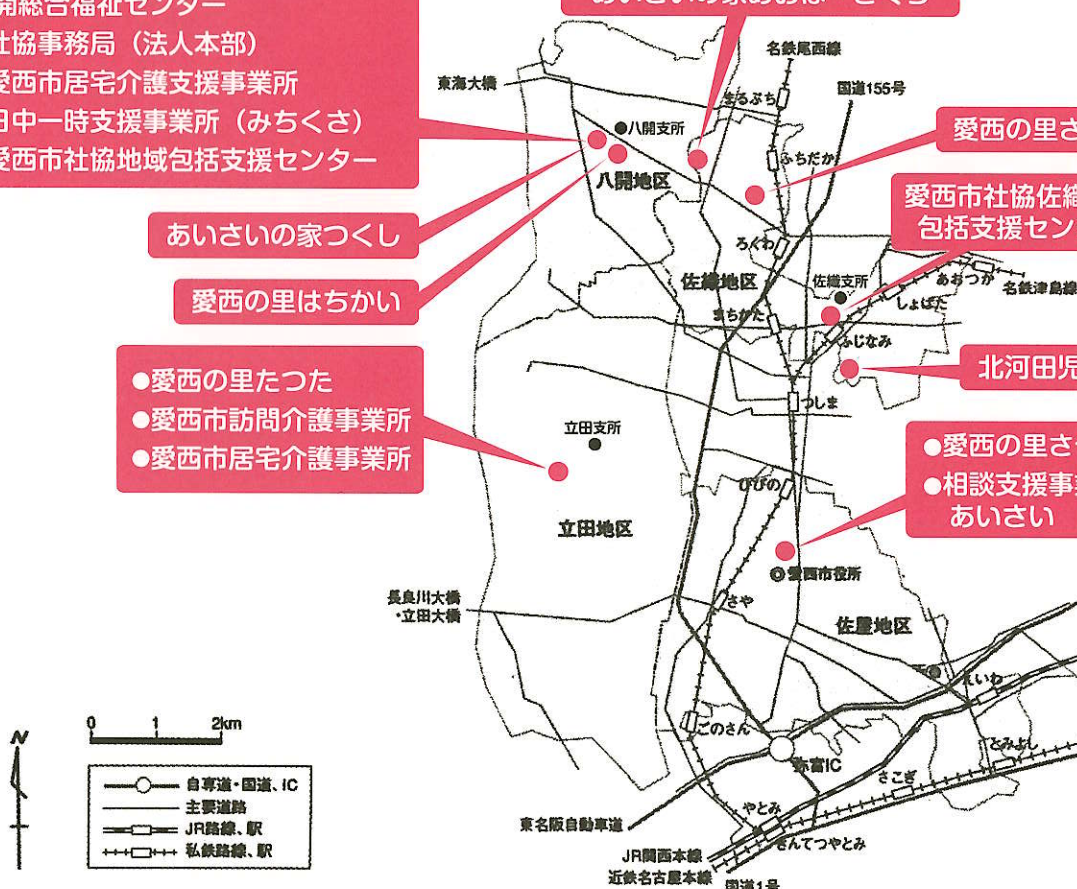 開総合福祉センター
社協事務局（法人本部）
愛西市居宅介護支援事業所
日中一時支援事業所（みちくさ）
愛西市社協地域包括支援センター
あいさいの家つくし
愛西の里はちかい
●愛西の里たつた
●愛西市訪問介護事業所
●愛西市居宅介護事業所
名鉄尾西線
東海大橋
国道155号
まるぶち
八開支所
ふちだか
愛西の里さ
八開地区
愛西市社協佐織
包括支援セン
ろくわ
佐織地区
佐織支所
あおつか
名鉄津島線
しょばた
まちかた
ふじなみ
北河田児
つしま
立田支所
●愛西の里さ
●相談支援事業
あいさい
ひびの
立田地区
愛西市役所
長良川大橋
・立田大橋
さや
佐屋地区
えいわ
ごのさん
弥富IC
とみよし
さこぎ
やとみ
東名阪自動車道
きんてつやとみ
JR関西本線
近鉄名古屋本線
国道1号
N
0 1 2km
自専道・国道、IC
主要道路
JR路線、駅
私鉄路線、駅